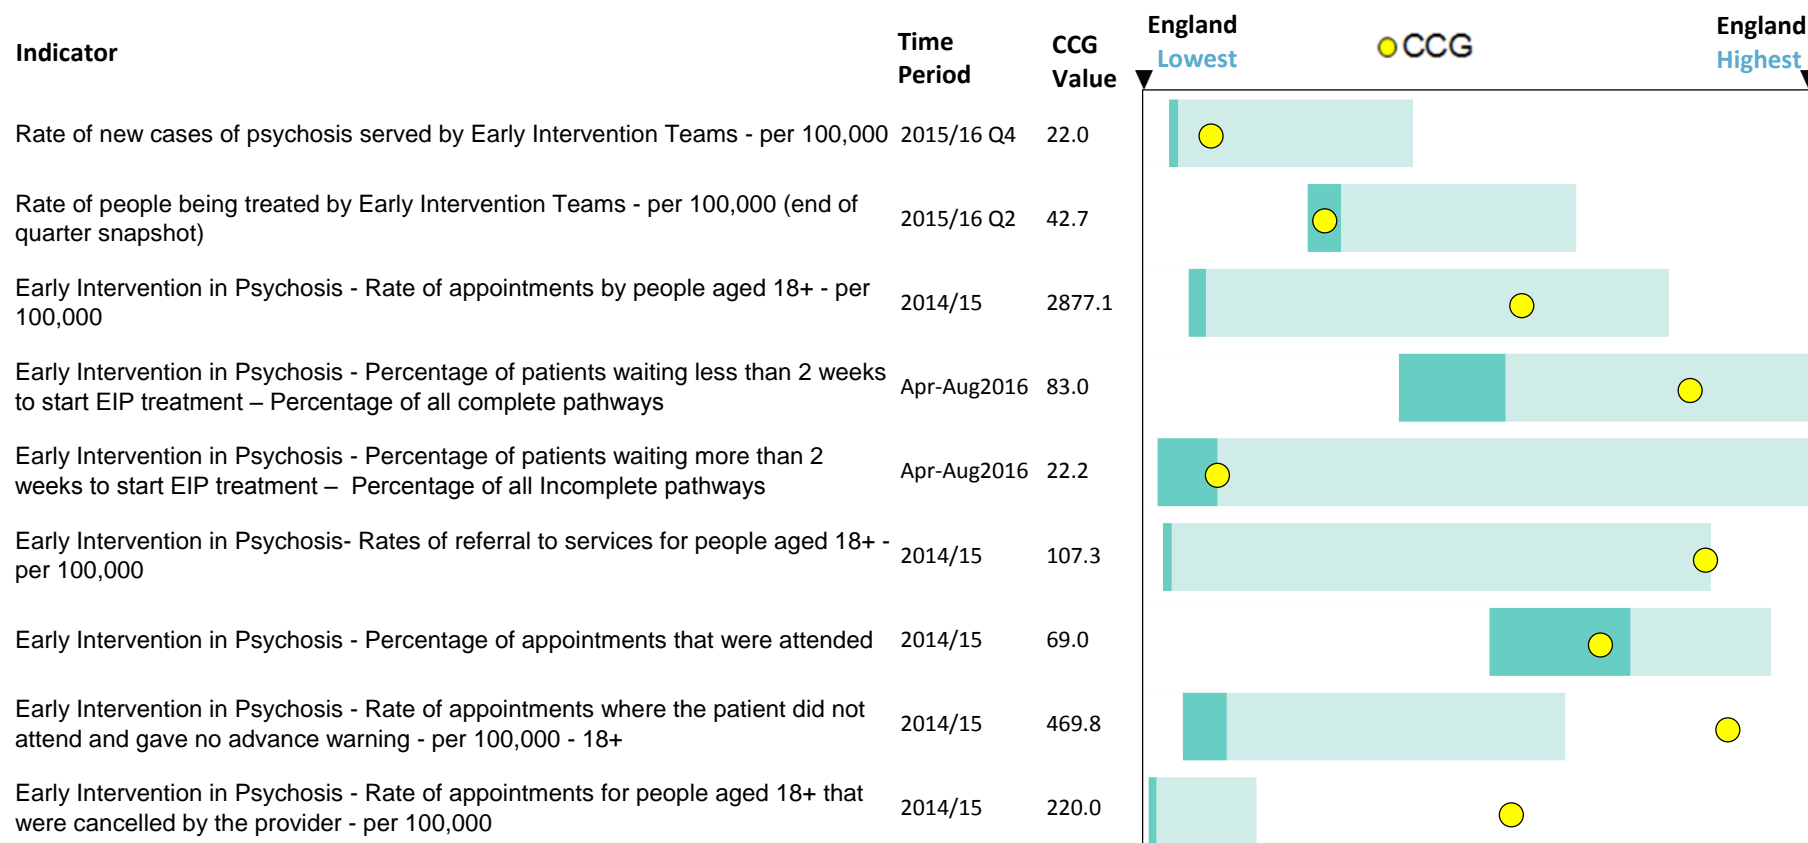 Indicator
Time Period
CCG Value
England Lowest
CCG
England Highest
Rate of new cases of psychosis served by Early Intervention Teams - per 100,000 2015/16 Q4 22.0
Rate of people being treated by Early Intervention Teams - per 100,000 (end of
quarter snapshot)
2015/16 Q2 42.7
Early Intervention in Psychosis - Rate of appointments by people aged 18+ - per
100,000
2014/15 2877.1
Early Intervention in Psychosis - Percentage of patients waiting less than 2 weeks
to start EIP treatment – Percentage of all complete pathways
Apr-Aug2016 83.0
Early Intervention in Psychosis - Percentage of patients waiting more than 2
weeks to start EIP treatment – Percentage of all Incomplete pathways
Apr-Aug2016 22.2
Early Intervention in Psychosis- Rates of referral to services for people aged 18+ -
per 100,000
2014/15 107.3
Early Intervention in Psychosis - Percentage of appointments that were attended 2014/15 69.0
Early Intervention in Psychosis - Rate of appointments where the patient did not
attend and gave no advance warning - per 100,000 - 18+
2014/15 469.8
Early Intervention in Psychosis - Rate of appointments for people aged 18+ that
were cancelled by the provider - per 100,000
2014/15 220.0